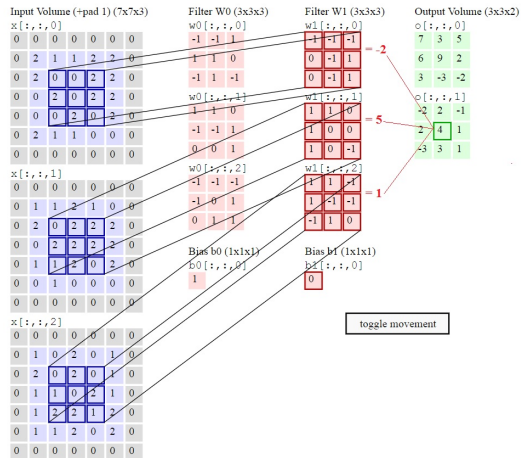 Input Volume (+pad 1) (7x7x3)
x[:,:,0]
0 0 0 0 0 0 0
0 2 1 1 2 2 0
0 2 0 0 2 2 0
0 0 2 0 2 2 0
0 0 0 2 0 2 0
0 2 1 1 0 0 0
0 0 0 0 0 0 0
x[:,:,1]
0 0 0 0 0 0 0
0 1 1 2 1 0 0
0 2 0 2 2 2 0
0 0 2 2 2 2 0
0 1 1 2 0 2 0
0 0 0 0 0 0 0
x[:,:,2]
0 0 0 0 0 0 0
0 1 0 2 0 1 0
0 2 0 2 0 1 0
0 1 1 0 2 1 0
0 1 2 2 1 2 0
0 1 1 2 0 2 0
0 0 0 0 0 0 0
Filter W0 (3x3x3)
w0[:,:,0]
-1 -1 1
1 1 0
-1 1 -1
w0[:,:,1]
1 1 0
-1 -1 1
0 0 1
w0[:,:,2]
-1 -1 -1
-1 0 1
0 1 1
Bias b0 (1x1x1)
b0[:,:,0]
1
Filter W1 (3x3x3)
w1[:,:,0]
-1 -1 -1
0 -1 1
0 -1 1
= -2
w1[:,:,1]
1 1 0
1 0 0
1 0 -1
= 5
w1[:,:,2]
1 1 -1
1 1 -1
-1 1 0
= 1
Bias b1 (1x1x1)
b1[:,:,0]
0
Output Volume (3x3x2)
o[:,:,0]
7 3 5
6 9 2
3 -3 -2
o[:,:,1]
-2 2 -1
2 4 1
-3 3 1
toggle movement